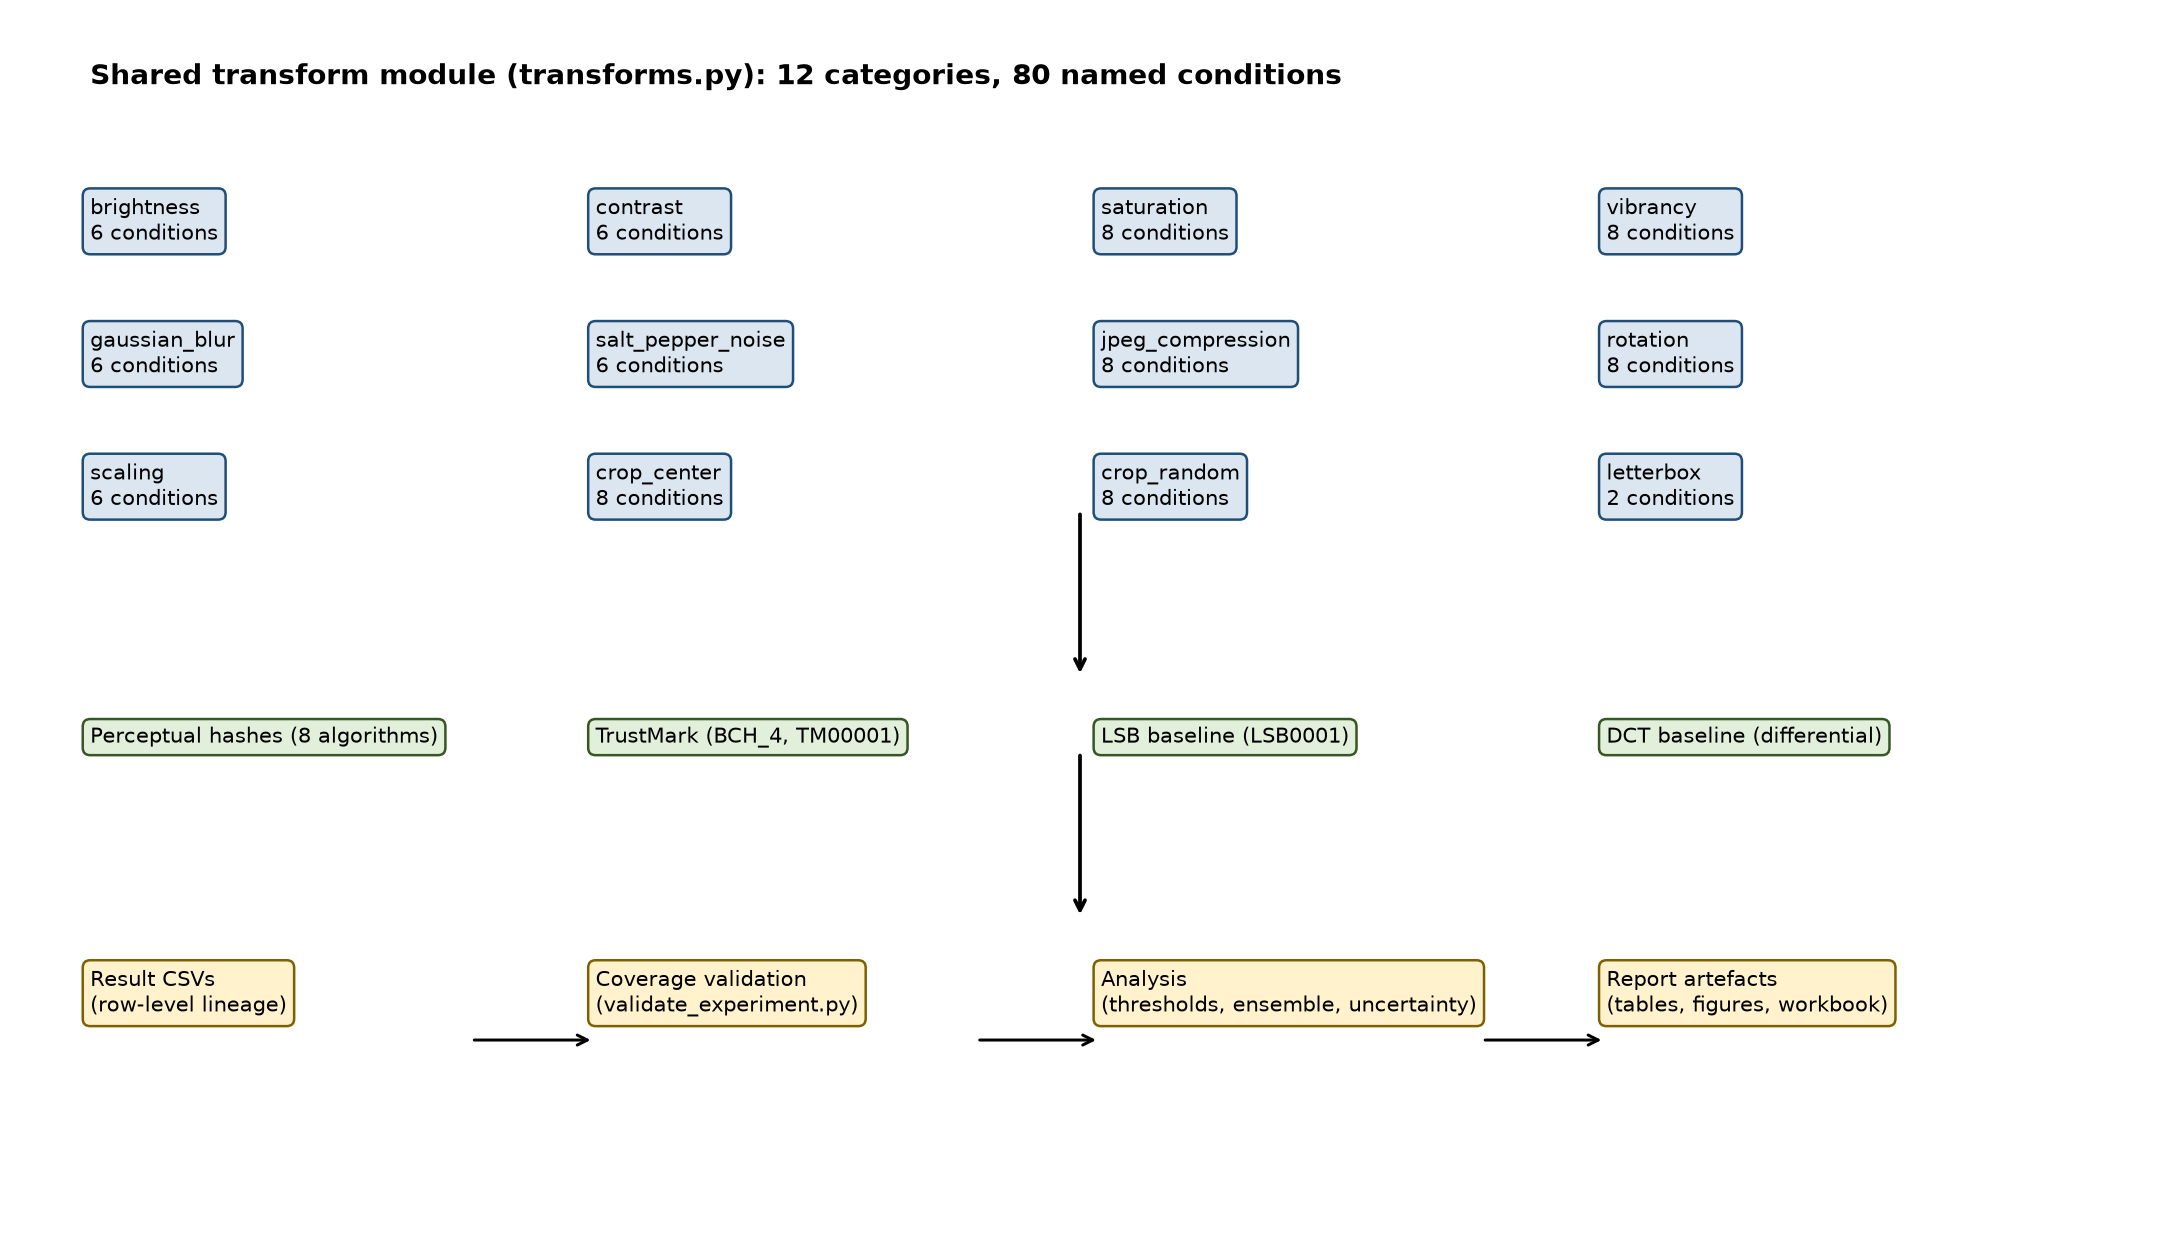 Shared transform module (transforms.py): 12 categories, 80 named conditions
brightness
6 conditions
contrast
6 conditions
saturation
8 conditions
vibrancy
8 conditions
gaussian_blur
6 conditions
salt_pepper_noise
6 conditions
jpeg_compression
8 conditions
rotation
8 conditions
scaling
6 conditions
crop_center
8 conditions
crop_random
8 conditions
letterbox
2 conditions
Perceptual hashes (8 algorithms)
TrustMark (BCH_4, TM00001)
LSB baseline (LSB0001)
DCT baseline (differential)
Result CSVs
(row-level lineage)
Coverage validation
(validate_experiment.py)
Analysis
(thresholds, ensemble, uncertainty)
Report artefacts
(tables, figures, workbook)